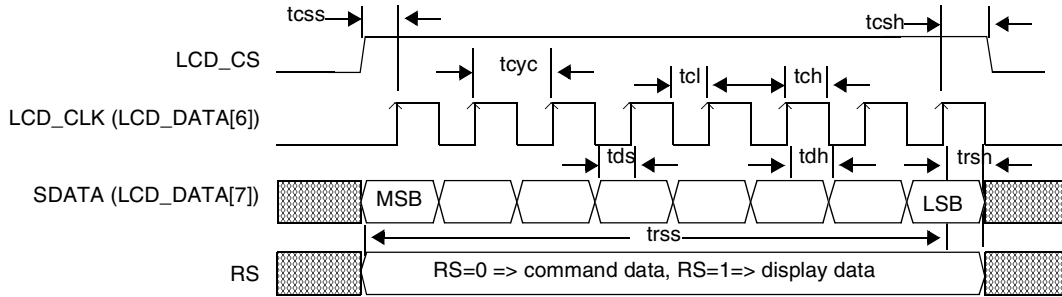 tcss
tcsh
LCD_CS
tcyc
tcl
tch
LCD_CLK (LCD_DATA[6])
tds
tdh
trsh
SDATA (LCD_DATA[7])
MSB
LSB
trss
RS
RS=0 => command data, RS=1=> display data